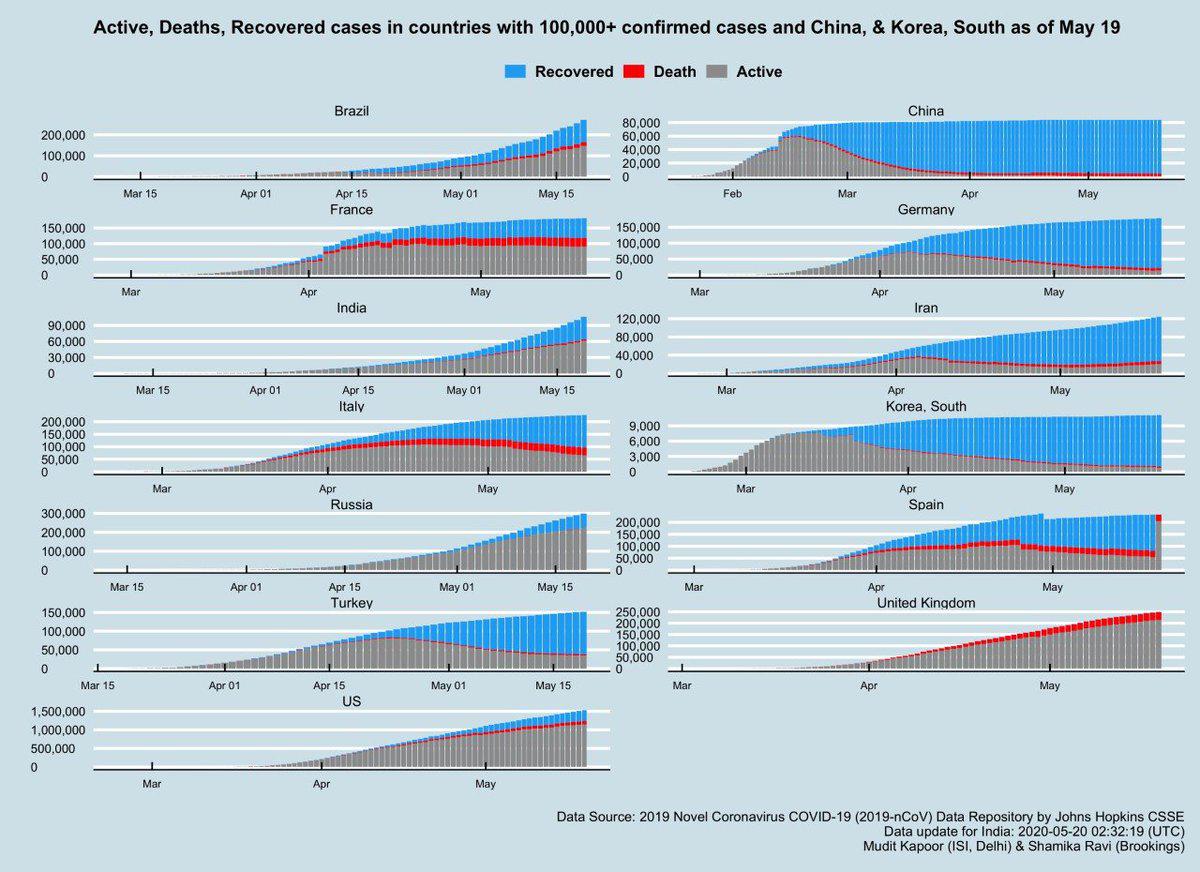 Active, Deaths, Recovered cases in countries with 100,000+ confirmed cases and China, & Korea, South as of May 19
Recovered Death Active
Brazil
200,000
100,000
0
Mar 15 Apr 01 Apr 15 May 01 May 15
China
80,000
60,000
40,000
20,000
0
Feb Mar Apr May
France
150,000
100,000
50,000
0
Mar Apr May
Germany
150,000
100,000
50,000
0
Mar Apr May
India
90,000
60,000
30,000
0
Mar 15 Apr 01 Apr 15 May 01 May 15
Iran
120,000
80,000
40,000
0
Mar Apr May
Italy
200,000
150,000
100,000
50,000
0
Mar Apr May
Korea, South
9,000
6,000
3,000
0
Mar Apr May
Russia
300,000
200,000
100,000
0
Mar 15 Apr 01 Apr 15 May 01 May 15
Spain
200,000
150,000
100,000
50,000
0
Mar Apr May
Turkey
150,000
100,000
50,000
0
Mar 15 Apr 01 Apr 15 May 01 May 15
United Kingdom
250,000
200,000
150,000
100,000
50,000
0
Mar Apr May
US
1,500,000
1,000,000
500,000
0
Mar Apr May
Data Source: 2019 Novel Coronavirus COVID-19 (2019-nCoV) Data Repository by Johns Hopkins CSSE
Data update for India: 2020-05-20 02:32:19 (UTC)
Mudit Kapoor (ISI, Delhi) & Shamika Ravi (Brookings)